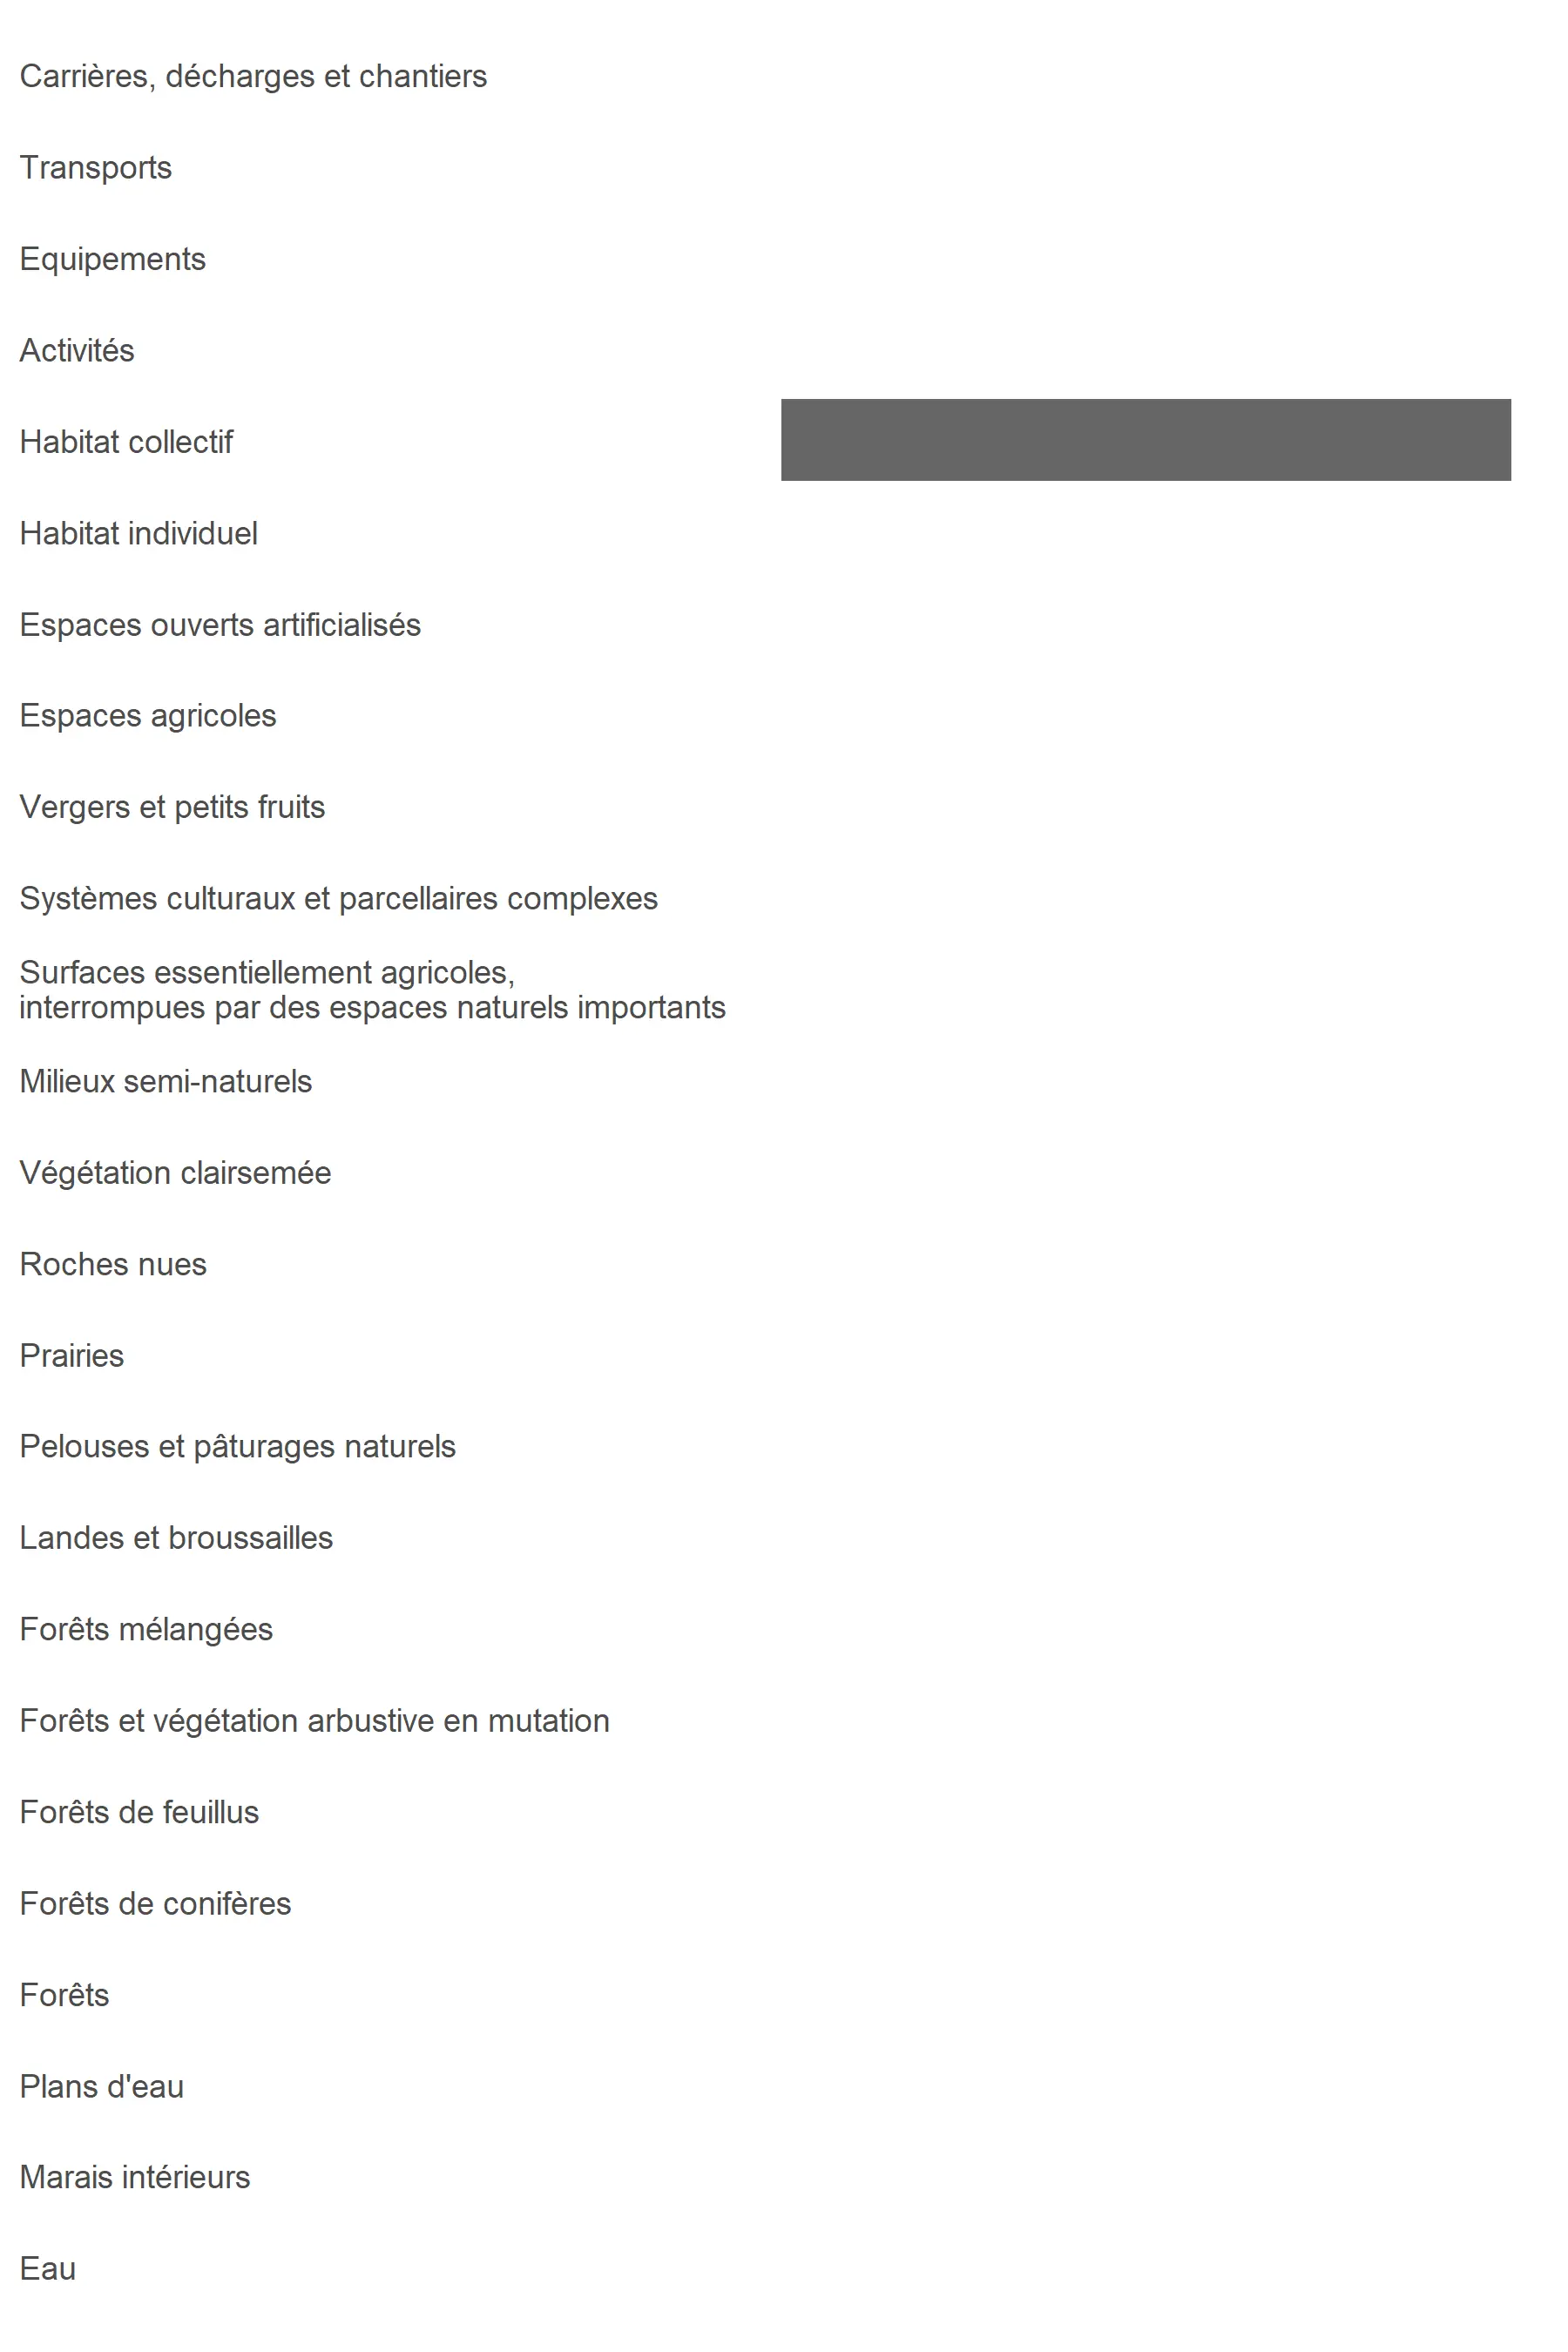 Carrières, décharges et chantiers
Transports
Equipements
Activités
Habitat collectif
Habitat individuel
Espaces ouverts artificialisés
Espaces agricoles
Vergers et petits fruits
Systèmes culturaux et parcellaires complexes
Surfaces essentiellement agricoles,
interrompues par des espaces naturels importants
Milieux semi-naturels
Végétation clairsemée
Roches nues
Prairies
Pelouses et pâturages naturels
Landes et broussailles
Forêts mélangées
Forêts et végétation arbustive en mutation
Forêts de feuillus
Forêts de conifères
Forêts
Plans d'eau
Marais intérieurs
Eau